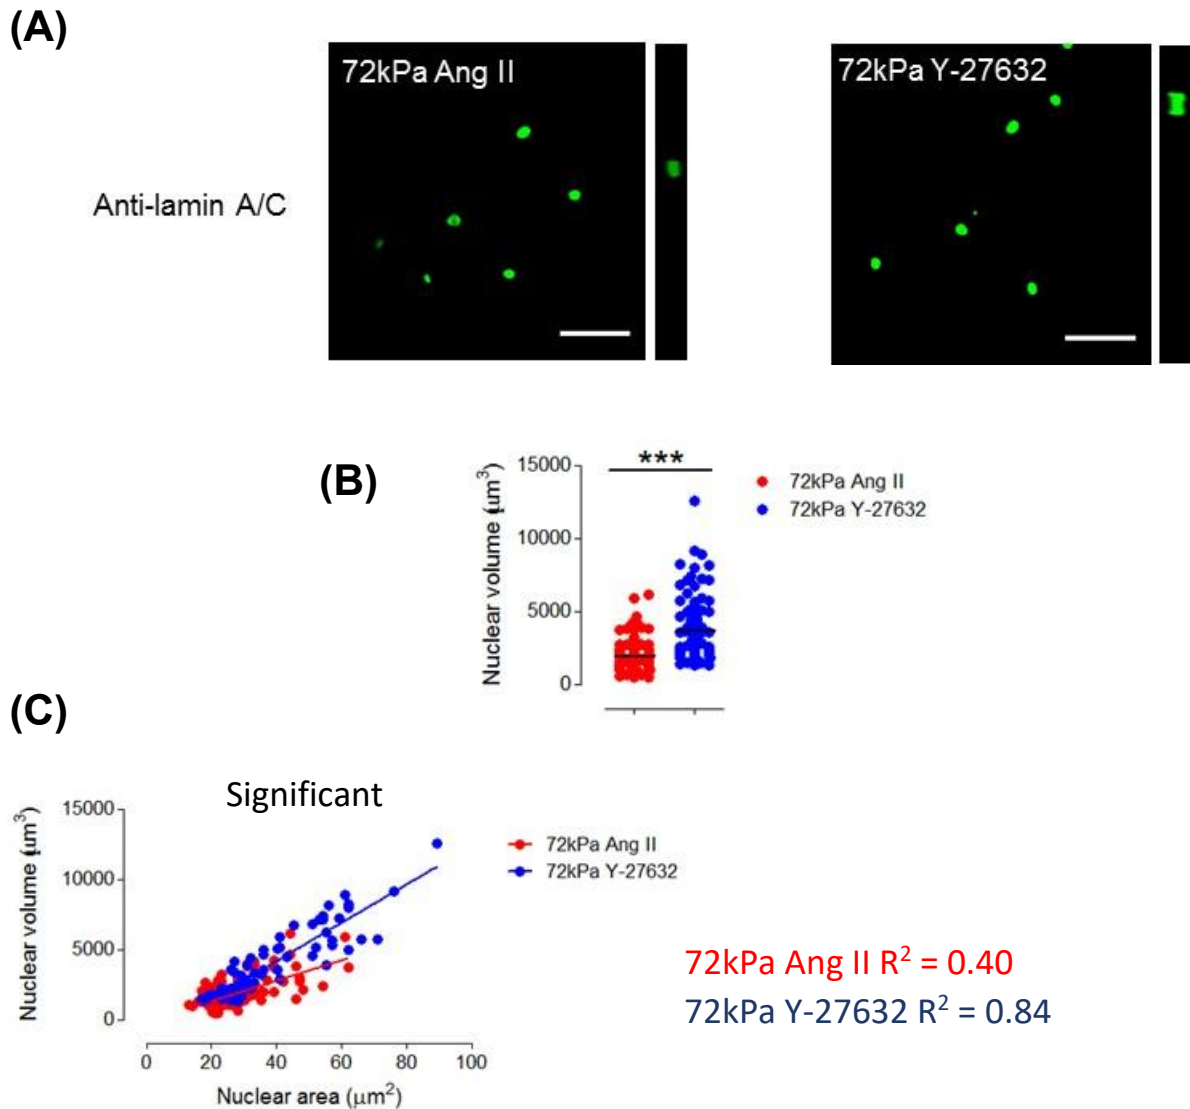 (A)
72kPa Ang II
72kPa Y-27632
Anti-lamin A/C
(B)
***
15000
10000
5000
0
Nuclear volume (µm³)
72kPa Ang II
72kPa Y-27632
(C)
Significant
15000
10000
5000
0
Nuclear volume (µm³)
72kPa Ang II
72kPa Y-27632
0 20 40 60 80 100
Nuclear area (µm²)
72kPa Ang II R² = 0.40
72kPa Y-27632 R² = 0.84